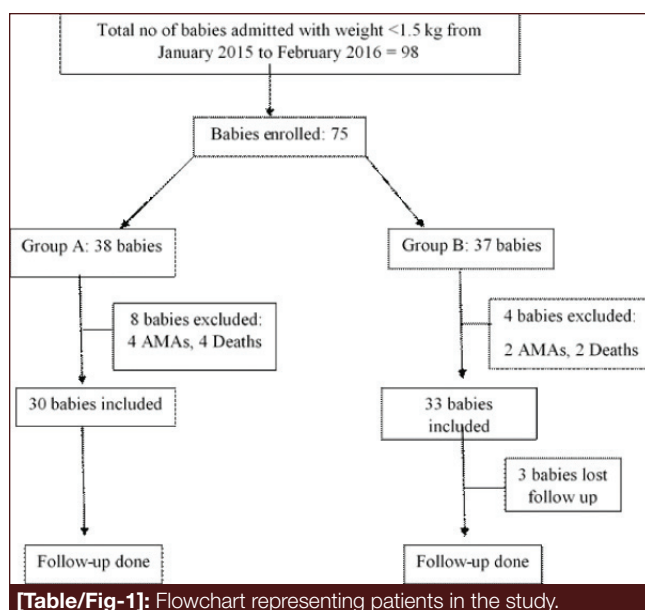 Total no of babies admitted with weight <1.5 kg from
January 2015 to February 2016 = 98
Babies enrolled: 75
Group A: 38 babies
Group B: 37 babies
8 babies excluded:
4 AMAs, 4 Deaths
4 babies excluded:
2 AMAs, 2 Deaths
30 babies included
33 babies
included
3 babies lost
follow up
Follow-up done
Follow-up done
[Table/Fig-1]: Flowchart representing patients in the study.